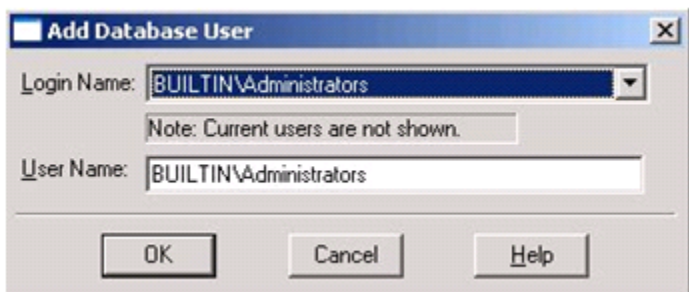 Add Database User
Login Name: BUILTIN\Administrators
Note: Current users are not shown.
User Name: BUILTIN\Administrators
OK Cancel Help